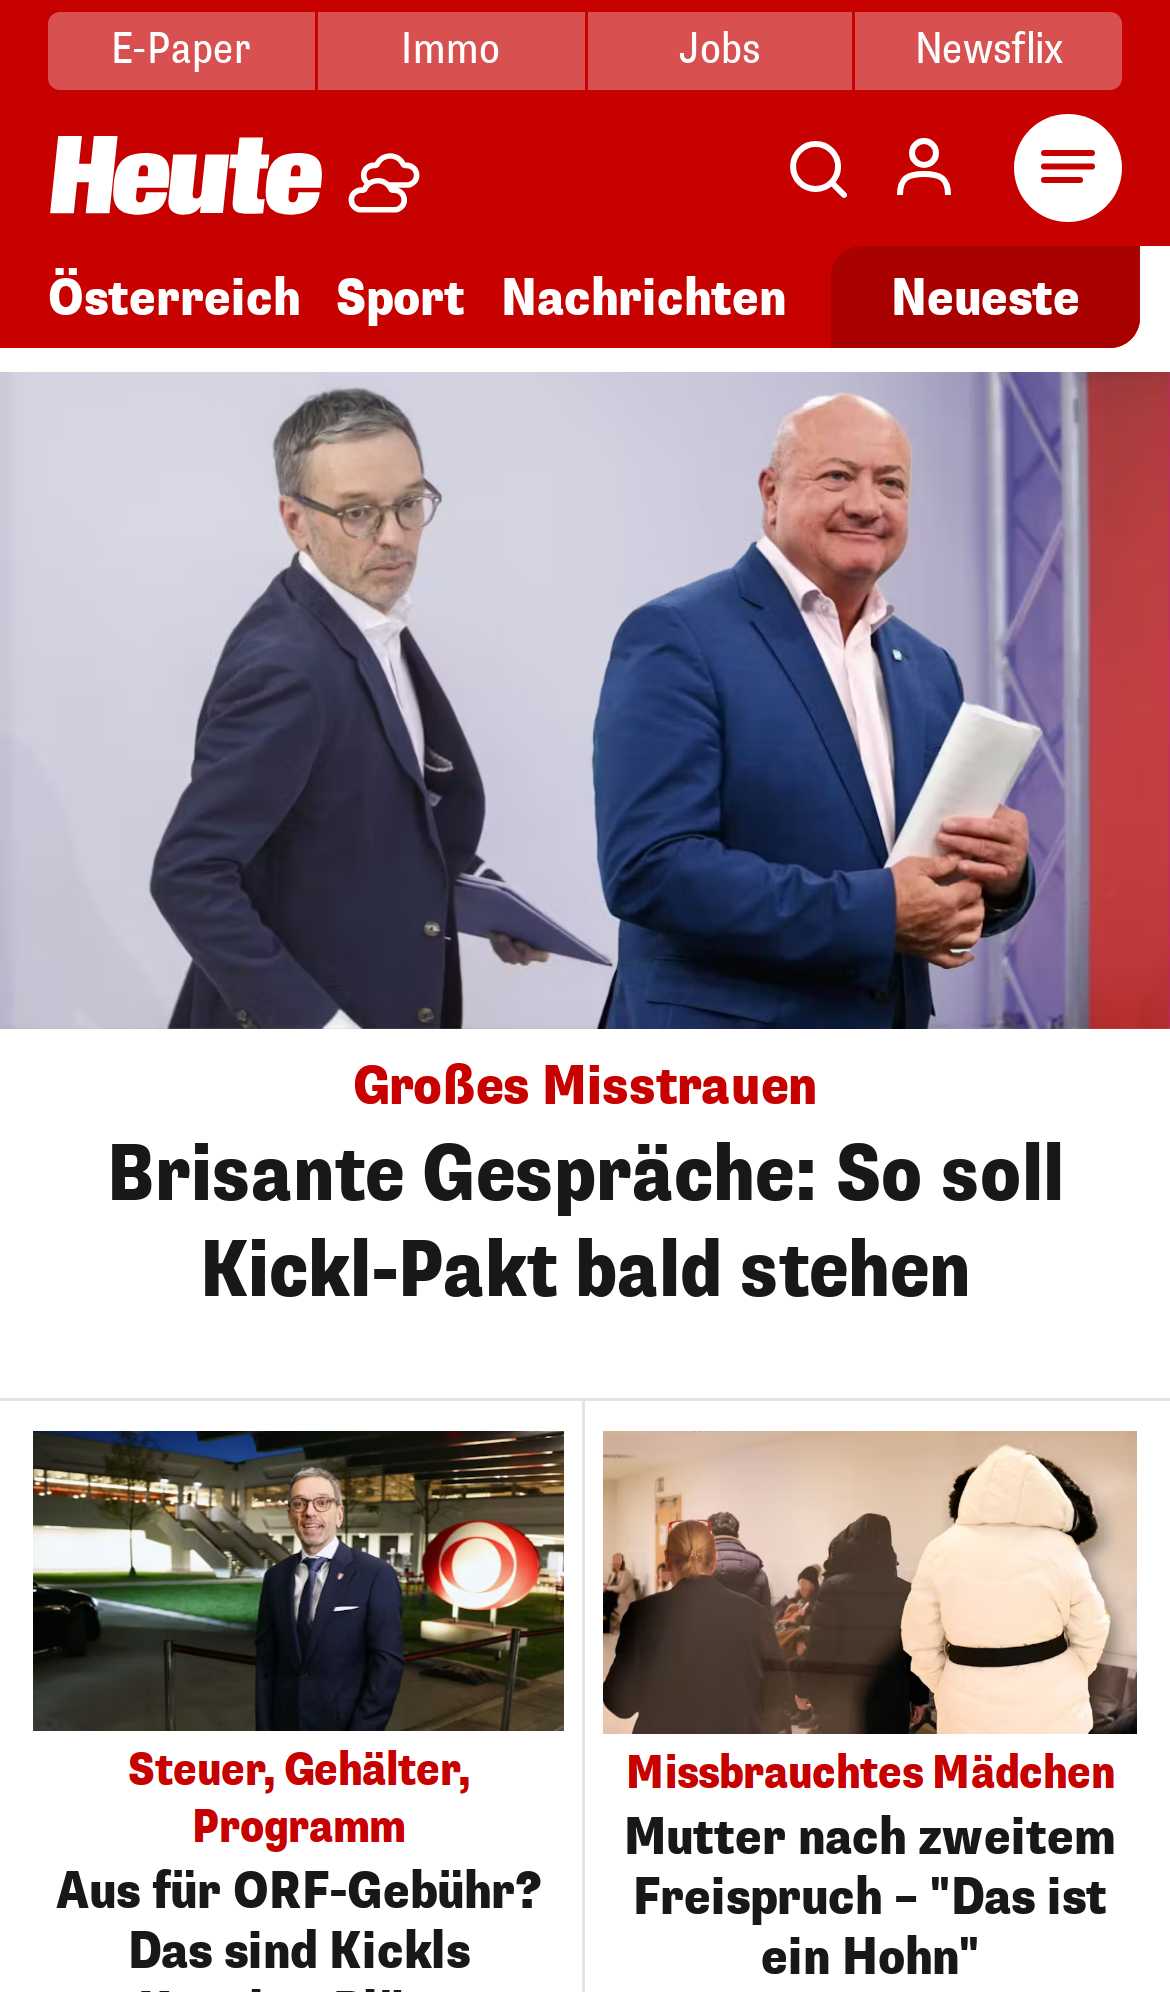 E-Paper
Immo
Jobs
Newsflix
Heute
Österreich
Sport
Nachrichten
Neueste
Großes Misstrauen
Brisante Gespräche: So soll
Kickl-Pakt bald stehen
Steuer, Gehälter,
Programm
Aus für ORF-Gebühr?
Das sind Kickls
Missbrauchtes Mädchen
Mutter nach zweitem
Freispruch – "Das ist
ein Hohn"